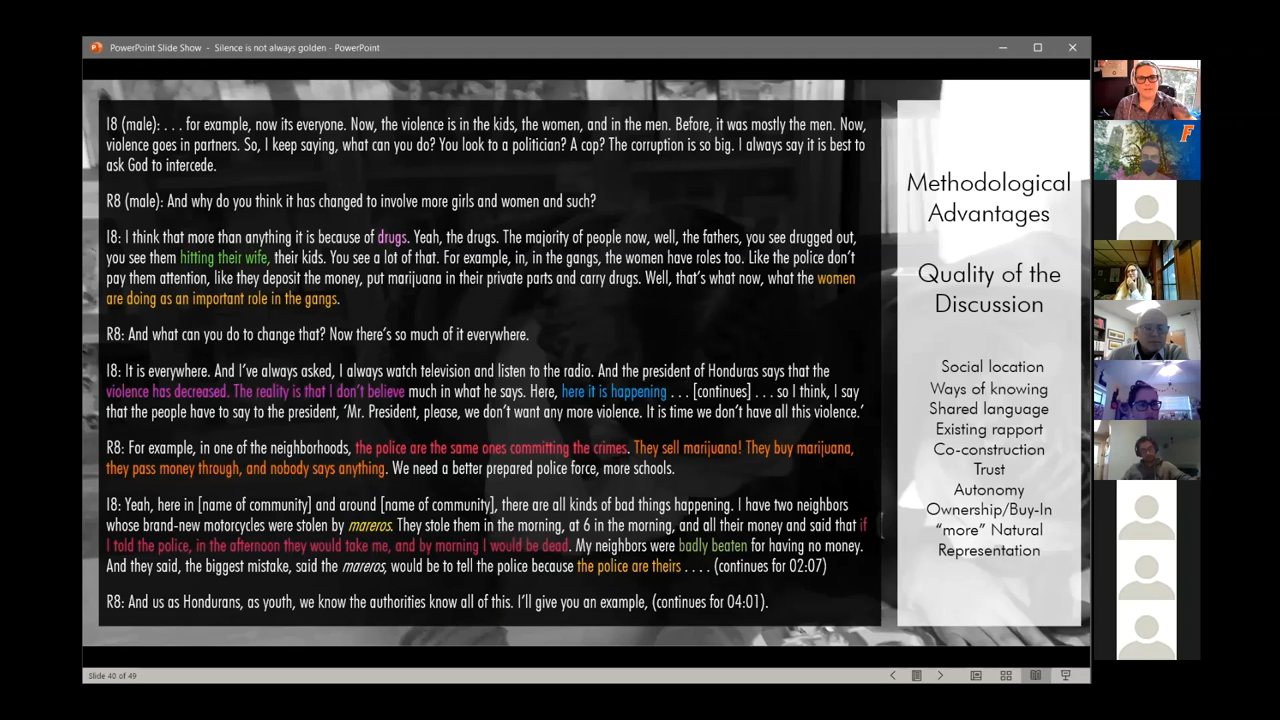 PowerPoint Slide Show - Silence is not always golden - PowerPoint
I8 (male): . . . for example, now its everyone. Now, the violence is in the kids, the women, and in the men. Before, it was mostly the men. Now,
violence goes in partners. So, I keep saying, what can you do? You look to a politician? A cop? The corruption is so big. I always say it is best to
ask God to intercede.
R8 (male): And why do you think it has changed to involve more girls and women and such?
I8: I think that more than anything it is because of drugs. Yeah, the drugs. The majority of people now, well, the fathers, you see drugged out,
you see them hitting their wife, their kids. You see a lot of that. For example, in, in the gangs, the women have roles too. Like the police don't
pay them attention, like they deposit the money, put marijuana in their private parts and carry drugs. Well, that's what now, what the women
are doing as an important role in the gangs.
R8: And what can you do to change that? Now there's so much of it everywhere.
I8: It is everywhere. And I've always asked, I always watch television and listen to the radio. And the president of Honduras says that the
violence has decreased. The reality is that I don't believe much in what he says. Here, here it is happening . . . [continues] . . . so I think, I say
that the people have to say to the president, 'Mr. President, please, we don't want any more violence. It is time we don't have all this violence.'
R8: For example, in one of the neighborhoods, the police are the same ones committing the crimes. They sell marijuana! They buy marijuana,
they pass money through, and nobody says anything. We need a better prepared police force, more schools.
I8: Yeah, here in [name of community] and around [name of community], there are all kinds of bad things happening. I have two neighbors
whose brand-new motorcycles were stolen by mareros. They stole them in the morning, at 6 in the morning, and all their money and said that if
I told the police, in the afternoon they would take me, and by morning I would be dead. My neighbors were badly beaten for having no money.
And they said, the biggest mistake, said the mareros, would be to tell the police because the police are theirs . . . . (continues for 02:07)
R8: And us as Hondurans, as youth, we know the authorities know all of this. I'll give you an example, (continues for 04:01).
Methodological
Advantages
Quality of the
Discussion
Social location
Ways of knowing
Shared language
Existing rapport
Co-construction
Trust
Autonomy
Ownership/Buy-In
"more" Natural
Representation
F
Slide 40 of 49